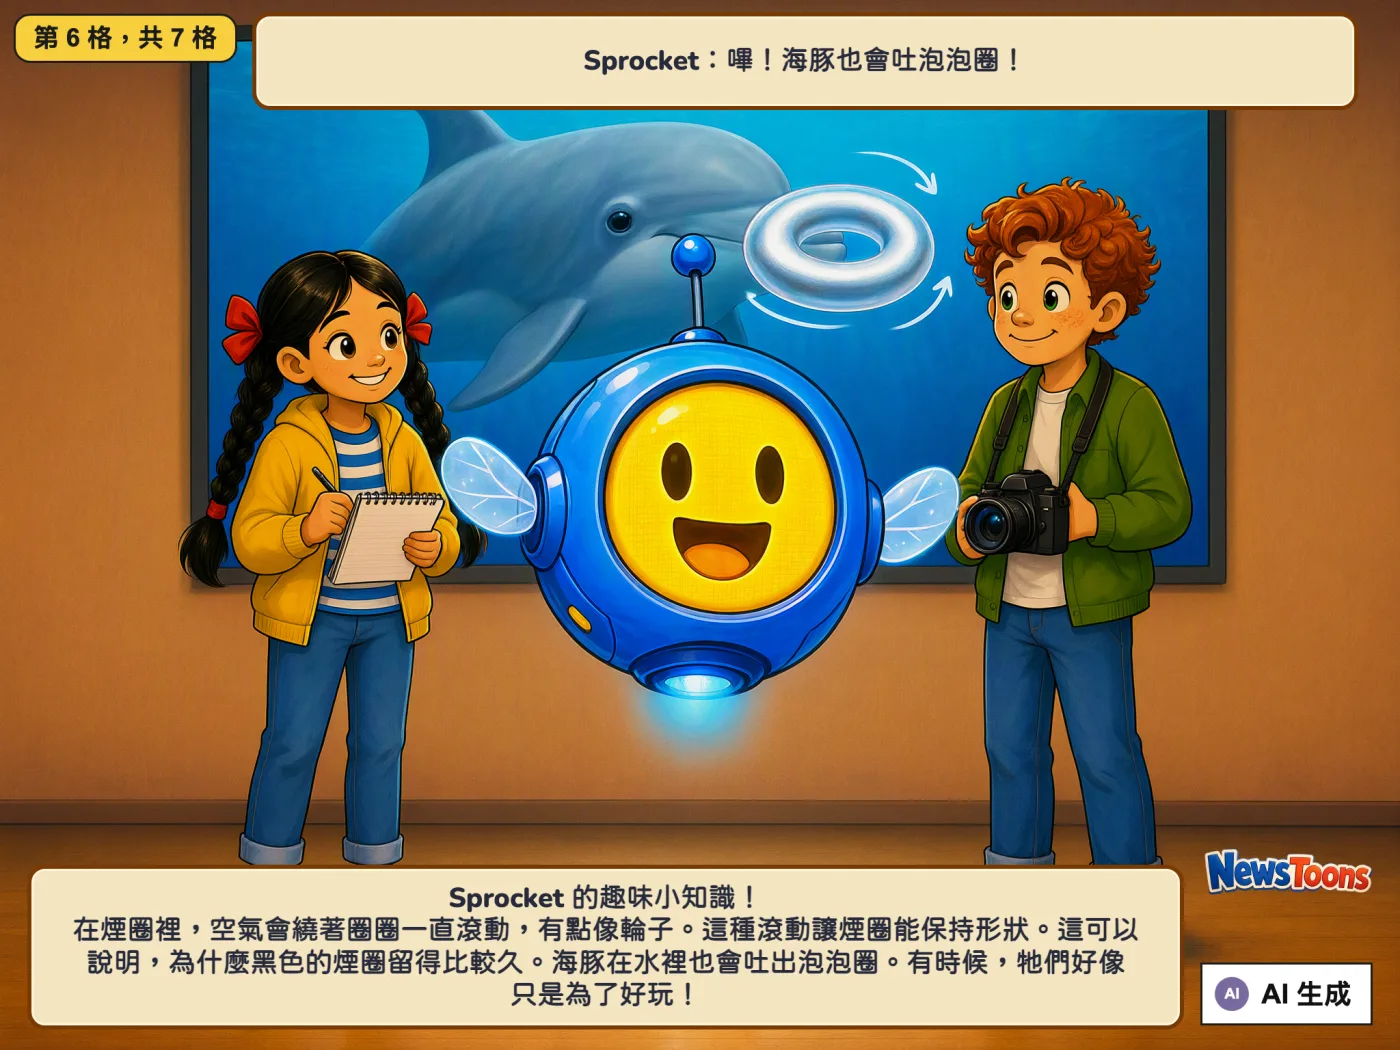 第 6 格，共 7 格
Sprocket：嗶！海豚也會吐泡泡圈！
Sprocket 的趣味小知識！
在煙圈裡，空氣會繞著圈圈一直滾動，有點像輪子。這種滾動讓煙圈能保持形狀。這可以
說明，為什麼黑色的煙圈留得比較久。海豚在水裡也會吐出泡泡圈。有時候，牠們好像
只是為了好玩！
NewsToons
AI AI 生成